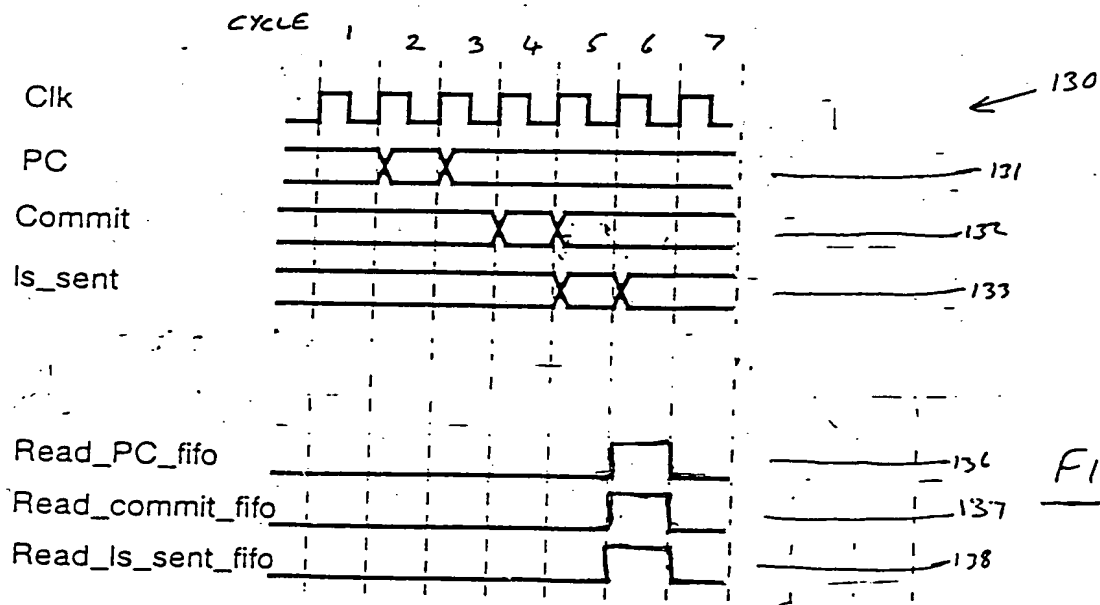 CYCLE 1 2 3 4 5 6 7
Clk
130
PC
131
Commit
132
Is_sent
133
Read_PC_fifo
136
FI
Read_commit_fifo
137
Read_Is_sent_fifo
138